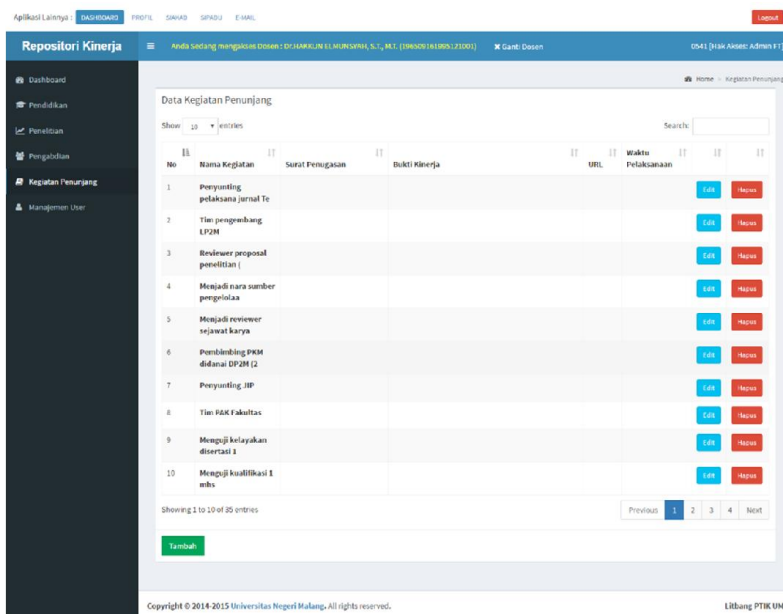 Aplikasi Lainnya : DASHBOARD PROFIL SIAKAD SIPADU E-MAIL Logout
Repositori Kinerja Anda Sedang mengakses Dosen : Dr.HAKKUN ELMUNSYAH, S.T., M.T. (196509161995121001) Ganti Dosen 0541 [Hak Akses: Admin FT]
Dashboard
Pendidikan
Penelitian
Pengabdian
Kegiatan Penunjang
Manajemen User
Home > Kegiatan Penunjang
Data Kegiatan Penunjang
Show 10 entries Search:
No Nama Kegiatan Surat Penugasan Bukti Kinerja URL Waktu Pelaksanaan
1 Penyunting pelaksana jurnal Te Edit Hapus
2 Tim pengembang LP2M Edit Hapus
3 Reviewer proposal penelitian ( Edit Hapus
4 Menjadi nara sumber pengelolaa Edit Hapus
5 Menjadi reviewer sejawat karya Edit Hapus
6 Pembimbing PKM didanai DP2M (2 Edit Hapus
7 Penyunting JIP Edit Hapus
8 Tim PAK Fakultas Edit Hapus
9 Menguji kelayakan disertasi 1 Edit Hapus
10 Menguji kualifikasi 1 mhs Edit Hapus
Showing 1 to 10 of 35 entries Previous 1 2 3 4 Next
Tambah
Copyright © 2014-2015 Universitas Negeri Malang. All rights reserved. Litbang PTIK UM